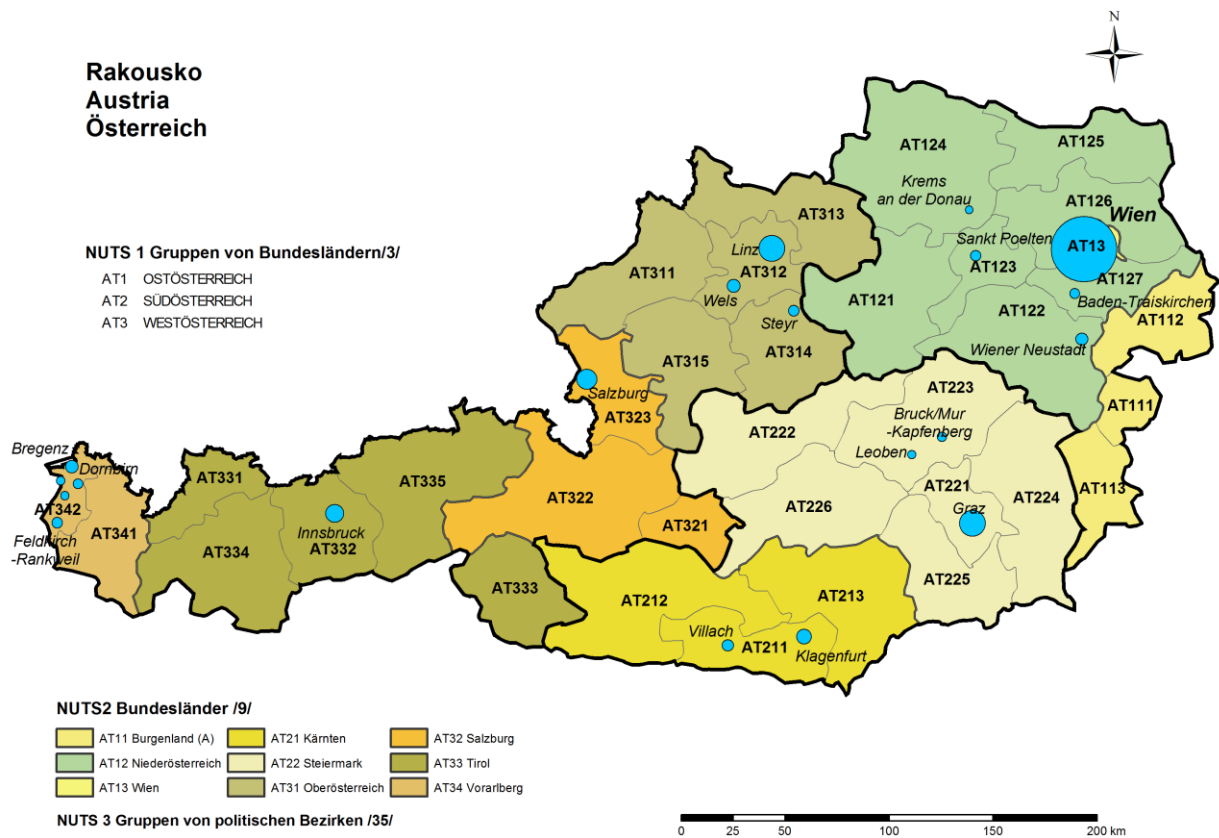 N
Rakousko
Austria
Österreich
NUTS 1 Gruppen von Bundesländern/3/
AT1 OSTÖSTERREICH
AT2 SÜDÖSTERREICH
AT3 WESTÖSTERREICH
AT124
AT125
Krems
an der Donau
AT126
Wien
AT313
Sankt Poelten
AT13
Linz
AT311
AT312
AT123
AT127
Wels
AT121
AT122
Baden-Traiskirchen
Steyr
AT112
Wiener Neustadt
AT315
AT314
Salzburg
AT223
AT111
AT323
Bruck/Mur
-Kapfenberg
AT222
Leoben
Bregenz
Dornbirn
AT331
AT335
AT322
AT221
AT113
AT342
AT341
Innsbruck
AT332
AT321
AT226
Graz
AT224
Feldkirch
-Rankweil
AT334
AT333
AT225
AT212
AT213
Villach
AT211
Klagenfurt
NUTS2 Bundesländer /9/
AT11 Burgenland (A)
AT21 Kärnten
AT32 Salzburg
AT12 Niederösterreich
AT22 Steiermark
AT33 Tirol
AT13 Wien
AT31 Oberösterreich
AT34 Vorarlberg
NUTS 3 Gruppen von politischen Bezirken /35/
0 25 50 100 150 200 km